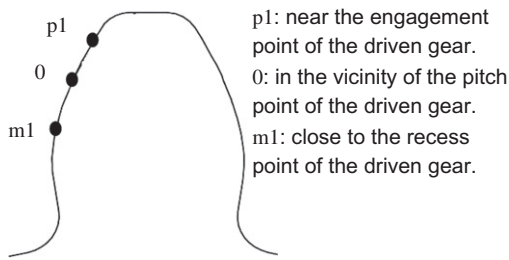 p1
0
m1
p1: near the engagement
point of the driven gear.
0: in the vicinity of the pitch
point of the driven gear.
m1: close to the recess
point of the driven gear.